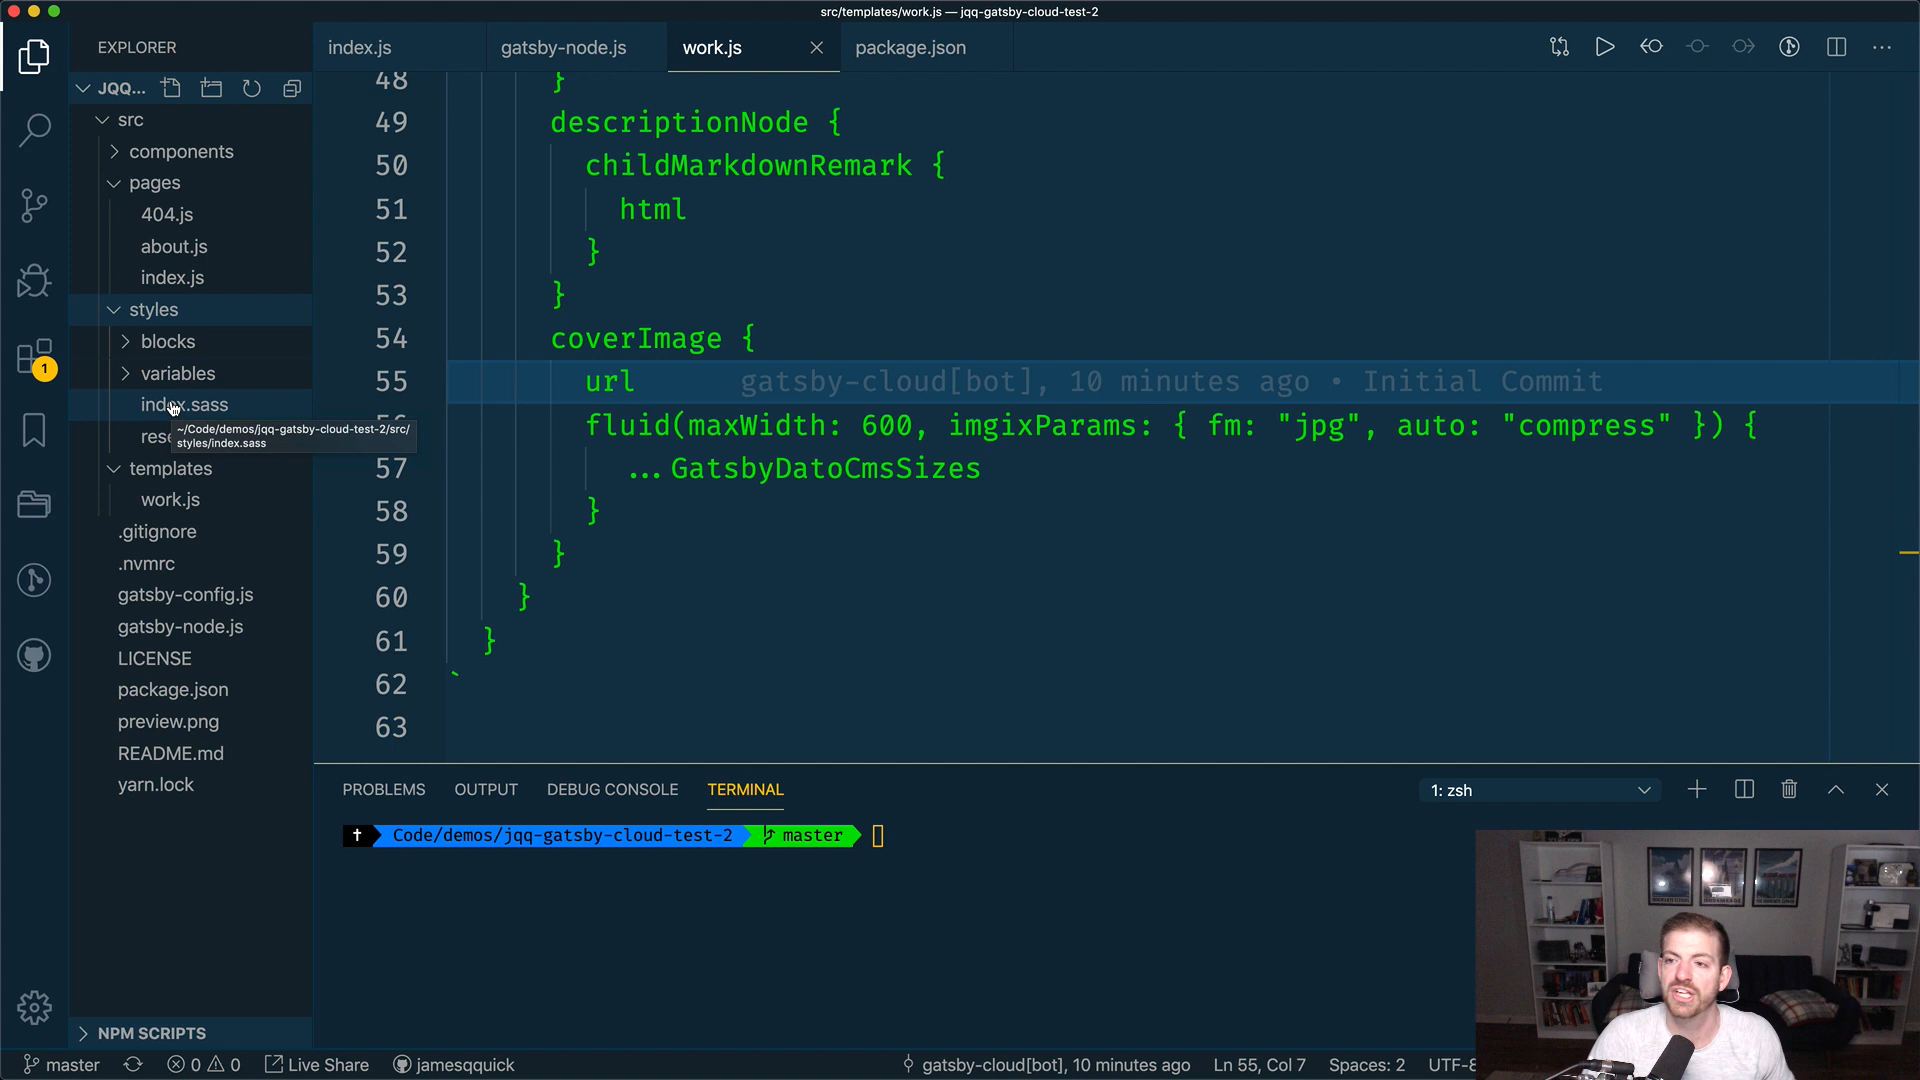 src/templates/work.js — jqq-gatsby-cloud-test-2
EXPLORER
index.js
gatsby-node.js
work.js
package.json
JQQ...
src
components
pages
404.js
about.js
index.js
styles
blocks
variables
index.sass
rese
~/Code/demos/jqq-gatsby-cloud-test-2/src/
styles/index.sass
templates
work.js
.gitignore
.nvmrc
gatsby-config.js
gatsby-node.js
LICENSE
package.json
preview.png
README.md
yarn.lock
NPM SCRIPTS
1
48 }
49 descriptionNode {
50 childMarkdownRemark {
51 html
52 }
53 }
54 coverImage {
55 url gatsby-cloud[bot], 10 minutes ago • Initial Commit
56 fluid(maxWidth: 600, imgixParams: { fm: "jpg", auto: "compress" }) {
57 ...GatsbyDatoCmsSizes
58 }
59 }
60 }
61 }
62 `
63
PROBLEMS
OUTPUT
DEBUG CONSOLE
TERMINAL
1: zsh
Code/demos/jqq-gatsby-cloud-test-2 master
master
0
0
Live Share
jamesqquick
gatsby-cloud[bot], 10 minutes ago
Ln 55, Col 7
Spaces: 2
UTF-8